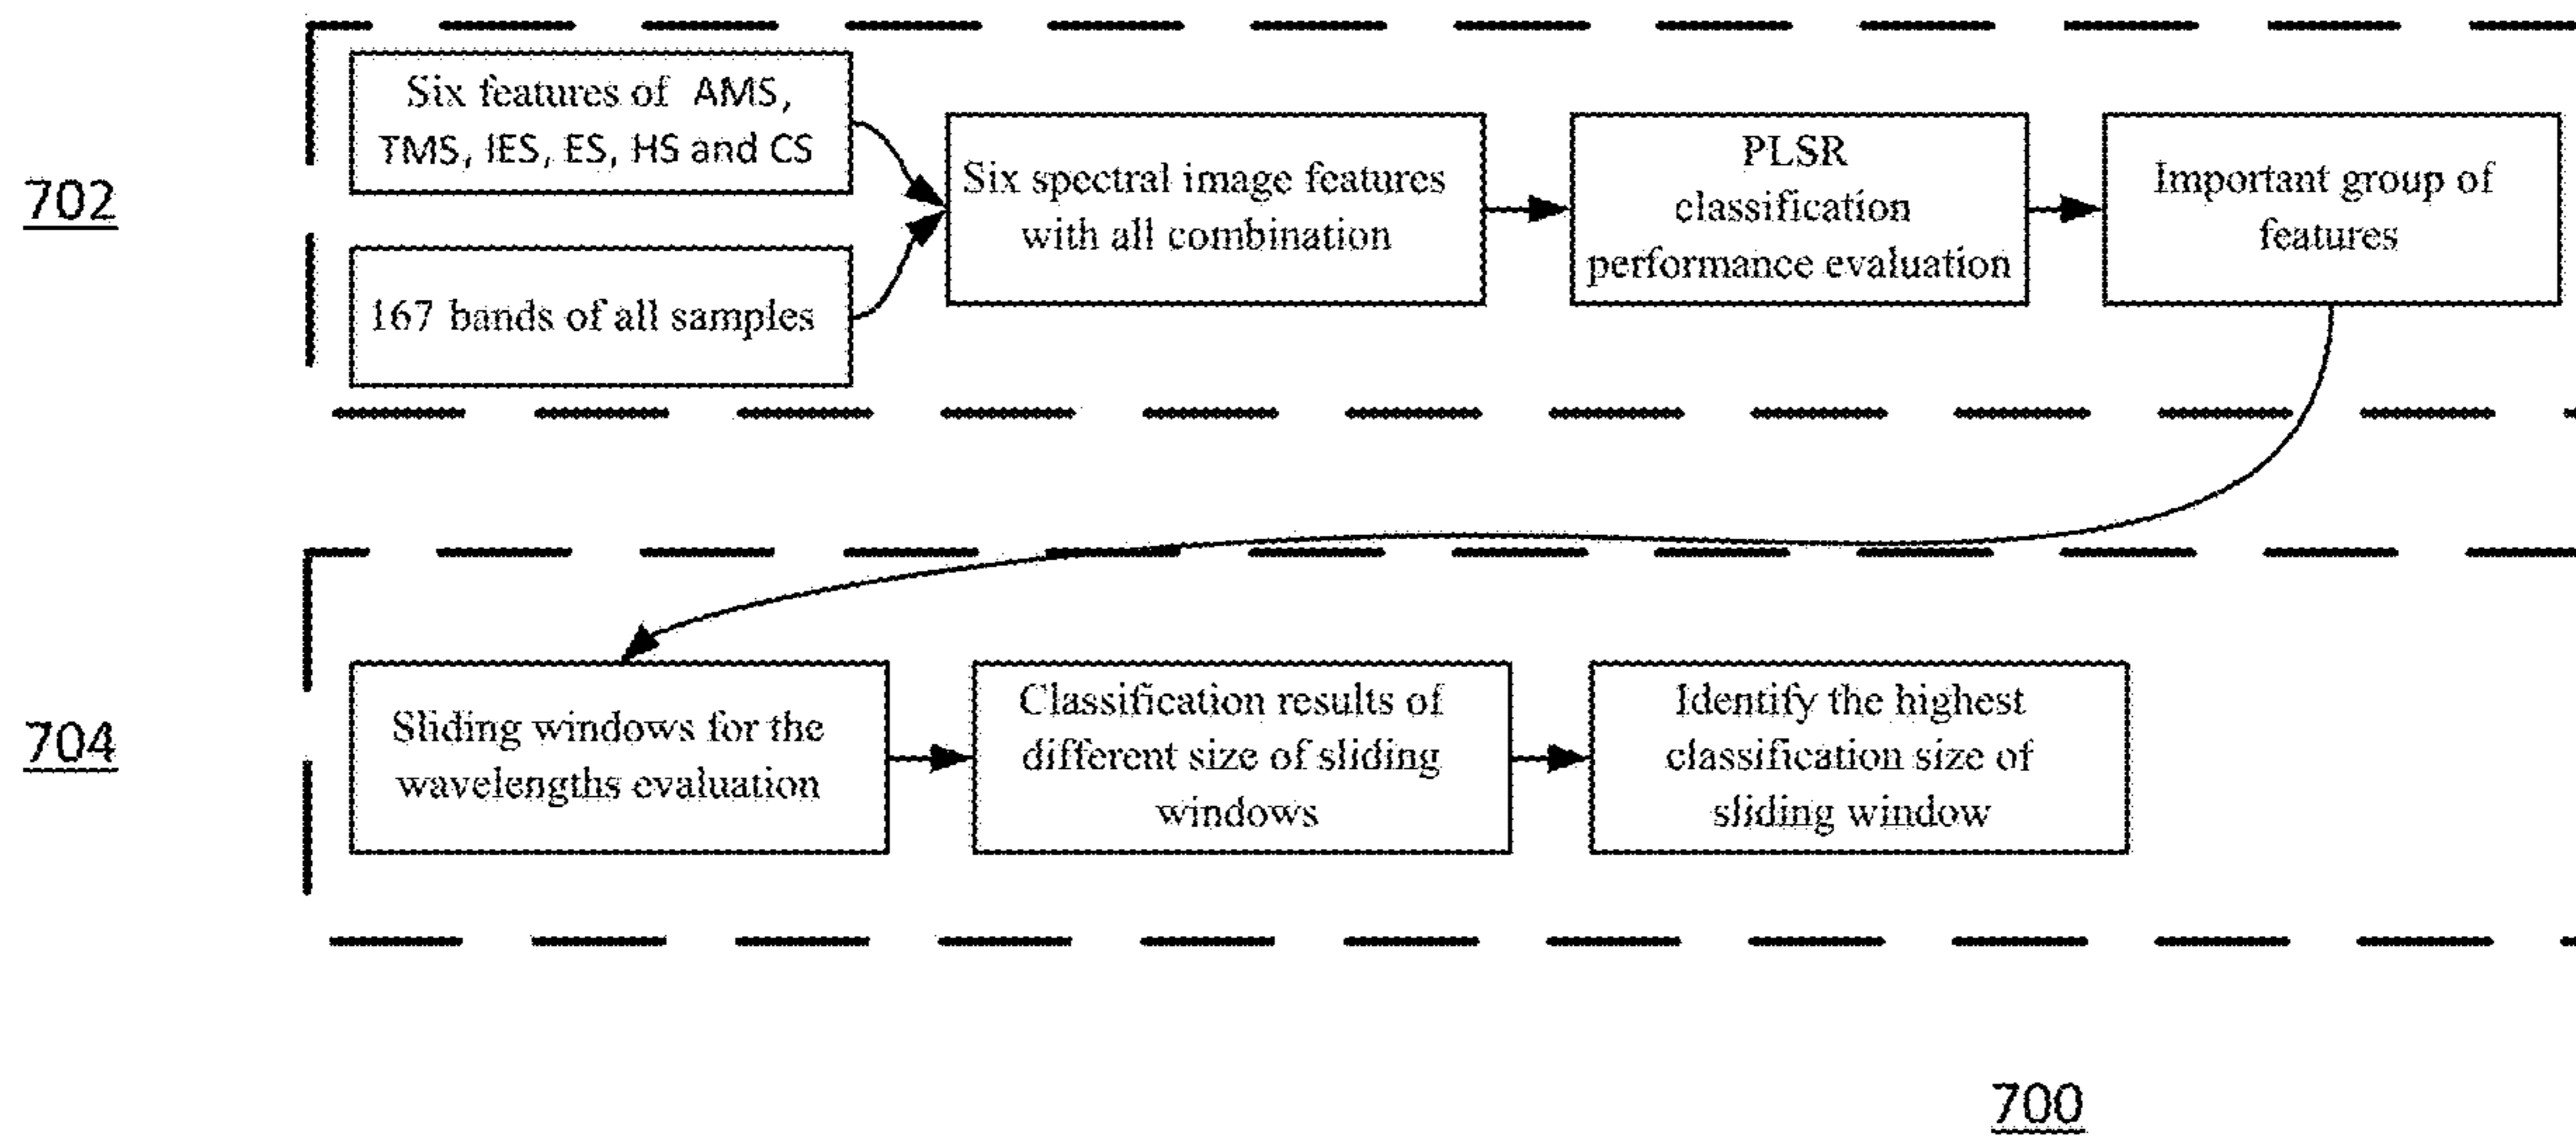 702
Six features of AMS,
TMS, IES, ES, HS and CS
167 bands of all samples
Six spectral image features
with all combination
PLSR
classification
performance evaluation
Important group of
features
704
Sliding windows for the
wavelengths evaluation
Classification results of
different size of sliding
windows
Identify the highest
classification size of
sliding window
700